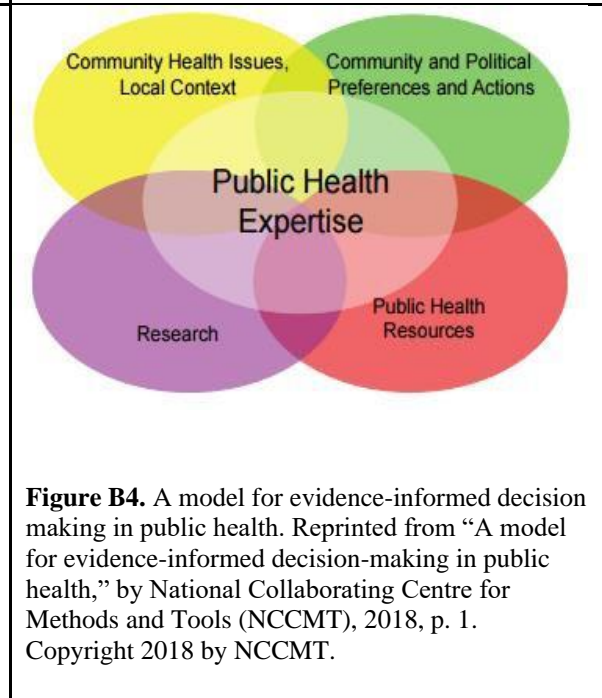 Community Health Issues,
Local Context
Community and Political
Preferences and Actions
Public Health
Expertise
Research
Public Health
Resources
Figure B4. A model for evidence-informed decision
making in public health. Reprinted from “A model
for evidence-informed decision-making in public
health,” by National Collaborating Centre for
Methods and Tools (NCCMT), 2018, p. 1.
Copyright 2018 by NCCMT.